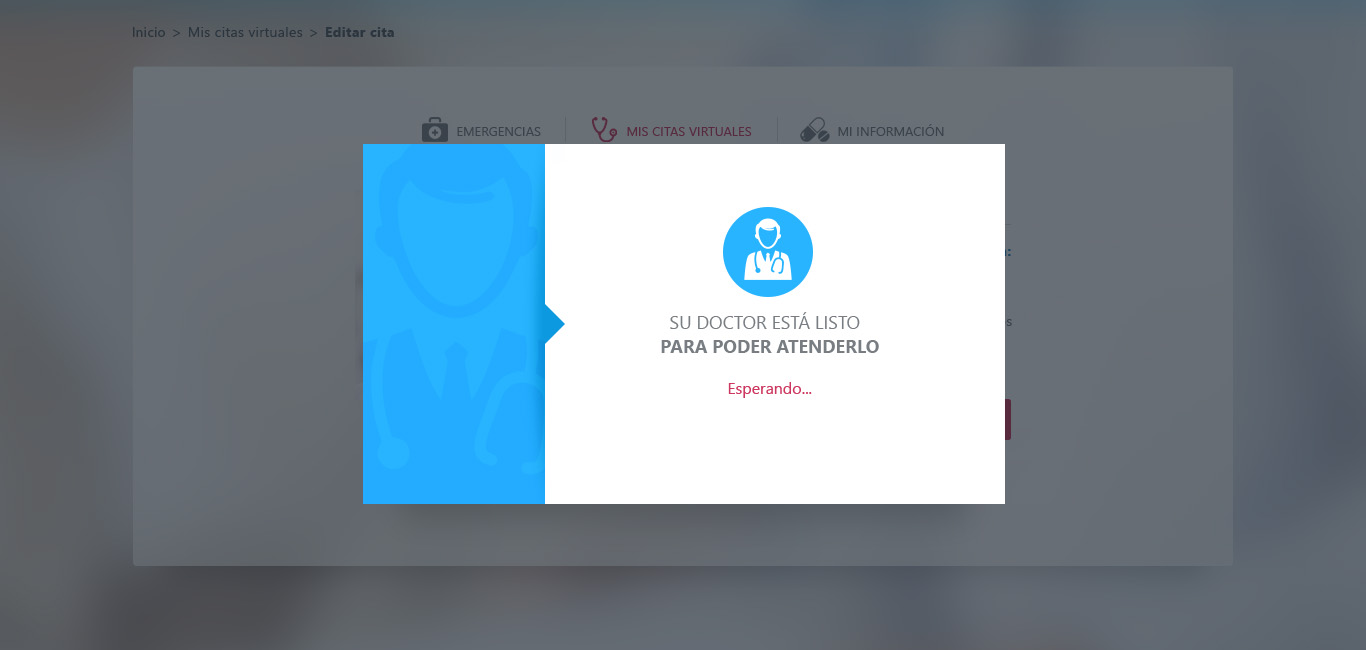 Inicio > Mis citas virtuales > Editar cita
EMERGENCIAS
MIS CITAS VIRTUALES
MI INFORMACIÓN
SU DOCTOR ESTÁ LISTO
PARA PODER ATENDERLO
Esperando...